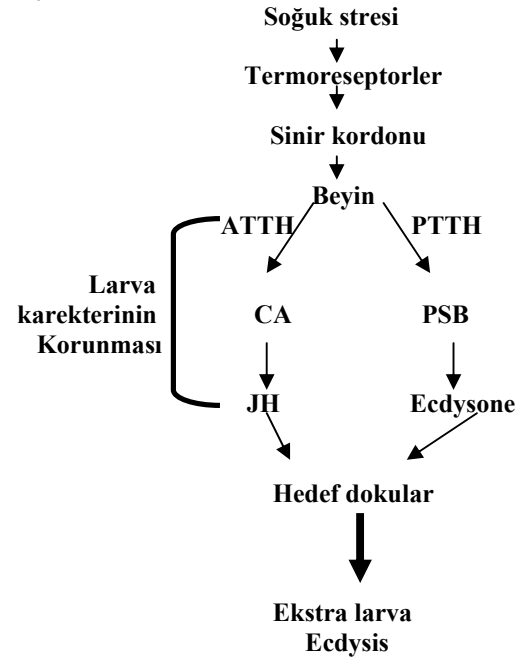 Soğuk stresi
Termoreseptorler
Sinir kordonu
Beyin
ATTH
PTTH
Larva
karekterinin
Korunması
CA
PSB
JH
Ecdysone
Hedef dokular
Ekstra larva
Ecdysis